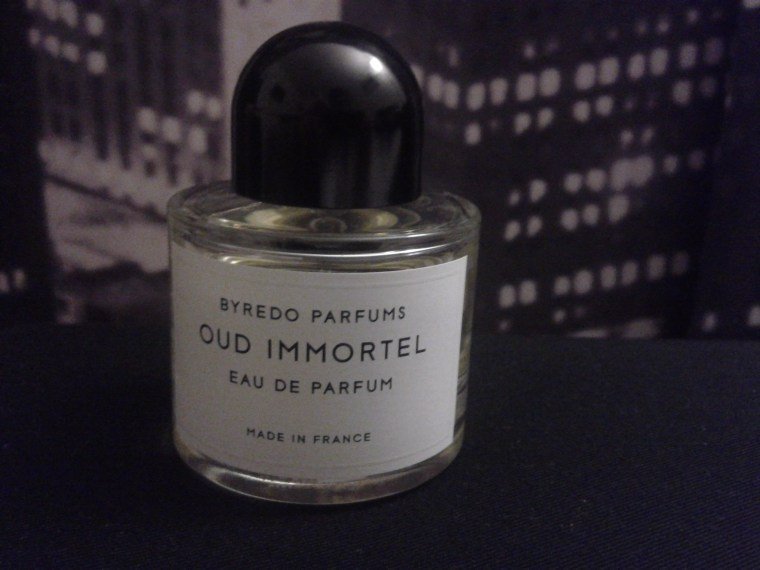 BYREDO PARFUMS
OUD IMMORTEL
EAU DE PARFUM
MADE IN FRANCE